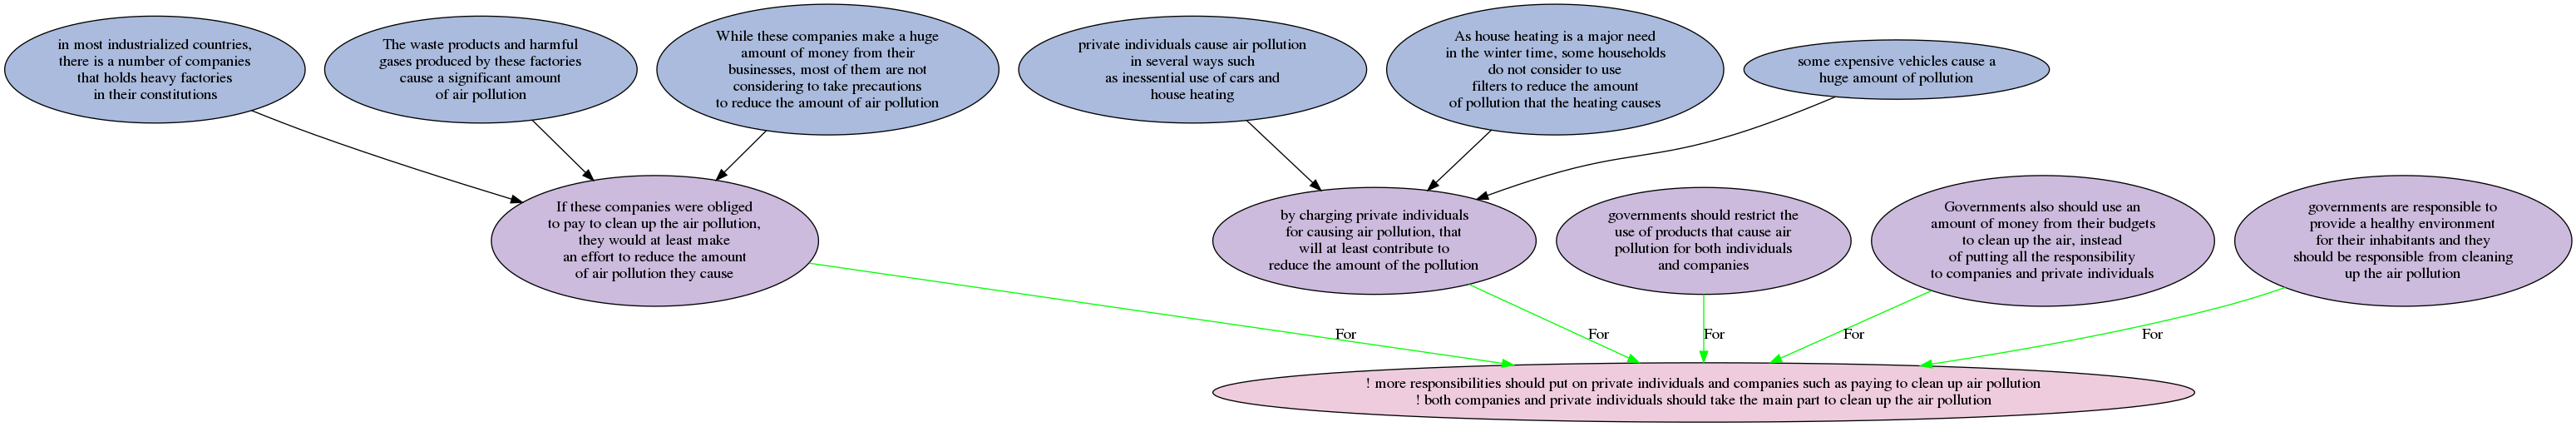 in most industrialized countries,
there is a number of companies
that holds heavy factories
in their constitutions
The waste products and harmful
gases produced by these factories
cause a significant amount
of air pollution
While these companies make a huge
amount of money from their
businesses, most of them are not
considering to take precautions
to reduce the amount of air pollution
private individuals cause air pollution
in several ways such
as inessential use of cars and
house heating
As house heating is a major need
in the winter time, some households
do not consider to use
filters to reduce the amount
of pollution that the heating causes
some expensive vehicles cause a
huge amount of pollution
If these companies were obliged
to pay to clean up the air pollution,
they would at least make
an effort to reduce the amount
of air pollution they cause
by charging private individuals
for causing air pollution, that
will at least contribute to
reduce the amount of the pollution
governments should restrict the
use of products that cause air
pollution for both individuals
and companies
Governments also should use an
amount of money from their budgets
to clean up the air, instead
of putting all the responsibility
to companies and private individuals
governments are responsible to
provide a healthy environment
for their inhabitants and they
should be responsible from cleaning
up the air pollution
For
For
For
For
For
! more responsibilities should put on private individuals and companies such as paying to clean up air pollution
! both companies and private individuals should take the main part to clean up the air pollution